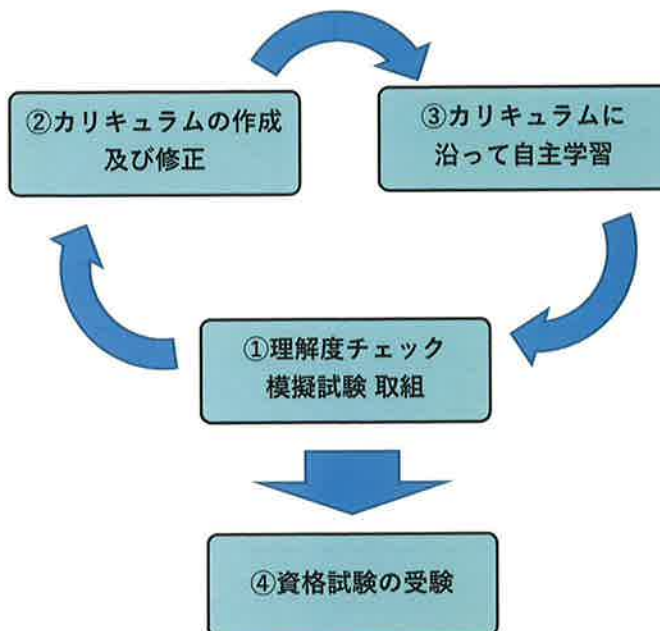 ②カリキュラムの作成
及び修正
③カリキュラムに
沿って自主学習
①理解度チェック
模擬試験 取組
④資格試験の受験